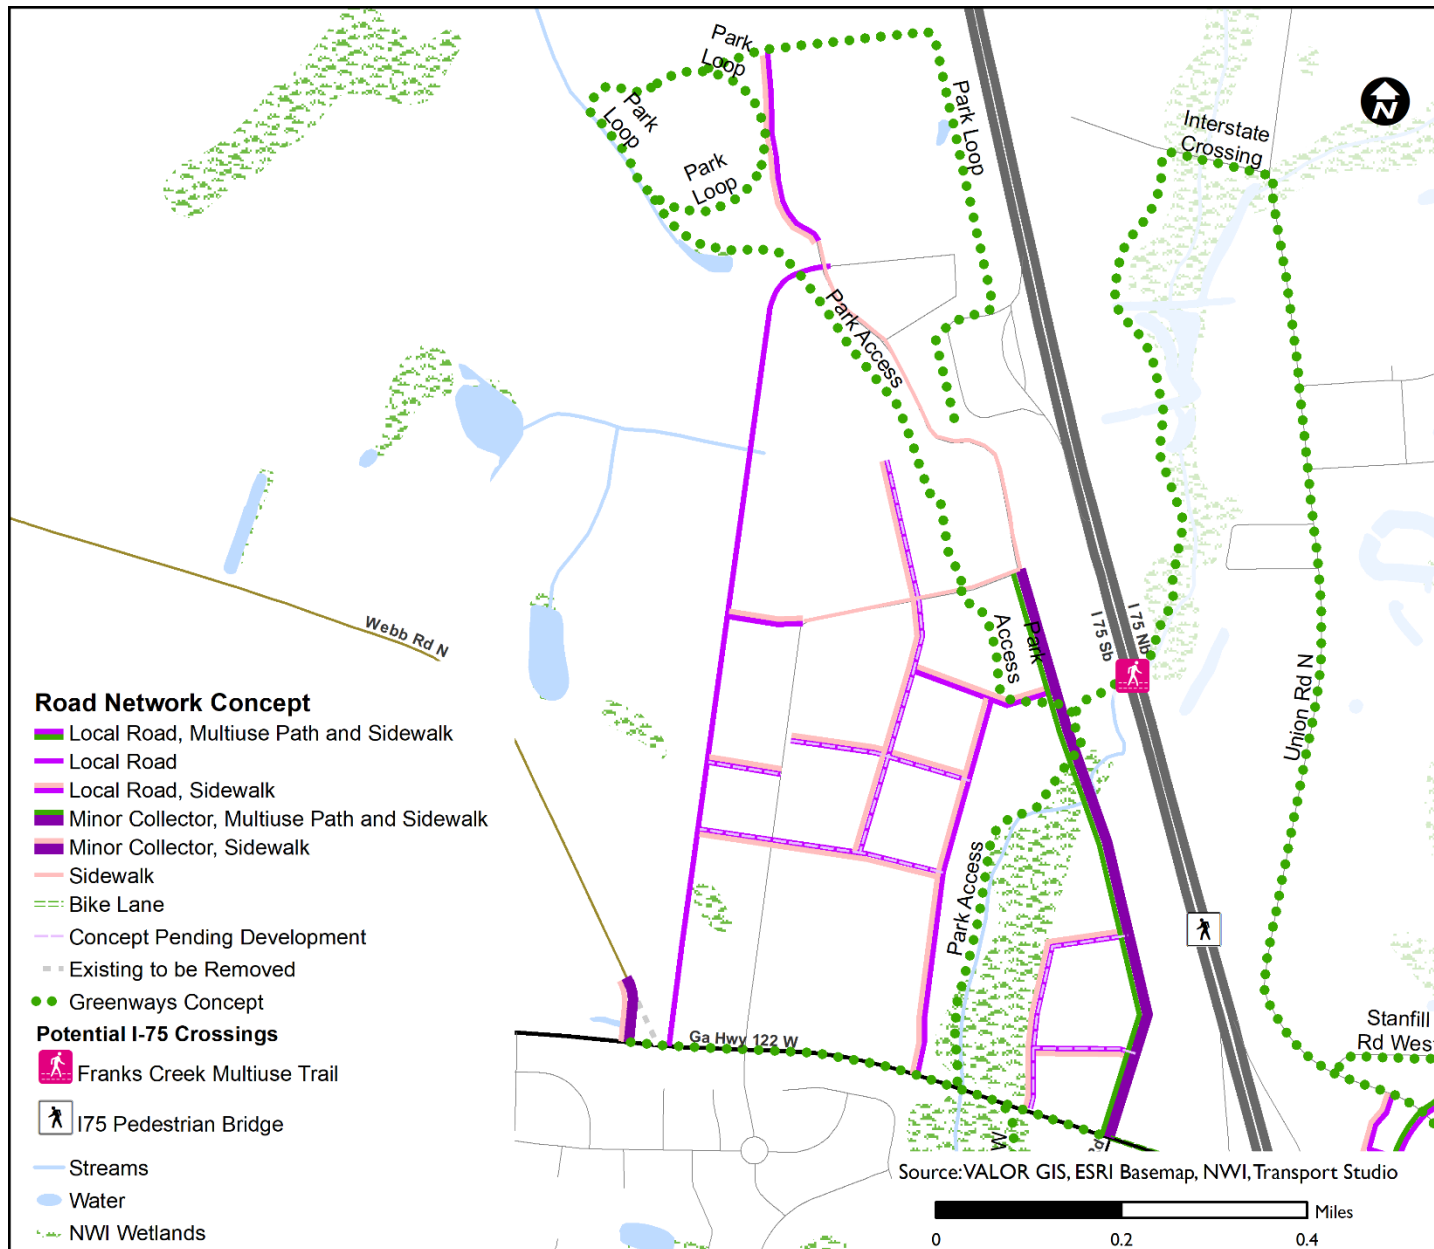 Park
Loop
Park
Loop
Park
Loop
Park Loop
N
Interstate
Crossing
Park Access
Webb Rd N
Access
Park
I 75 Sb
I 75 Nb
Union Rd N
Park Access
Ga Hwy 122 W
Stanfill
Rd West
W
Rd
Road Network Concept
Local Road, Multiuse Path and Sidewalk
Local Road
Local Road, Sidewalk
Minor Collector, Multiuse Path and Sidewalk
Minor Collector, Sidewalk
Sidewalk
Bike Lane
Concept Pending Development
Existing to be Removed
Greenways Concept
Potential I-75 Crossings
Franks Creek Multiuse Trail
I75 Pedestrian Bridge
Streams
Water
NWI Wetlands
Source: VALOR GIS, ESRI Basemap, NWI, Transport Studio
Miles
0 0.2 0.4